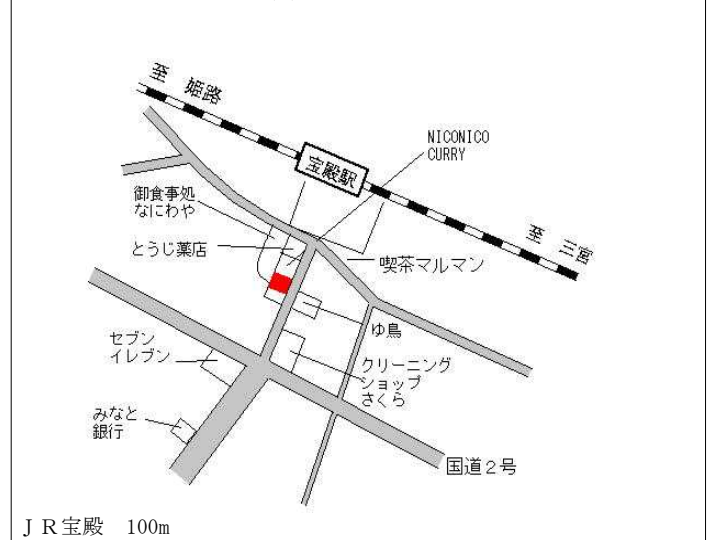 至 姫路
NICONICO
CURRY
宝殿駅
御食事処
なにわや
とうじ薬店
至 三宮
喫茶マルマン
ゆ鳥
セブン
イレブン
クリーニング
ショップ
さくら
みなと
銀行
国道２号
ＪＲ宝殿　100m